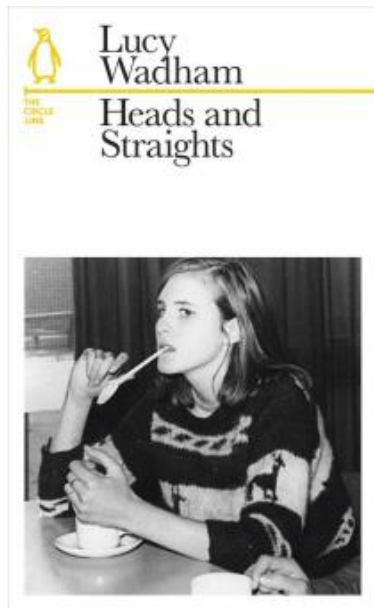 Lucy
Wadham
THE
CIRCLE
LINE
Heads and
Straights